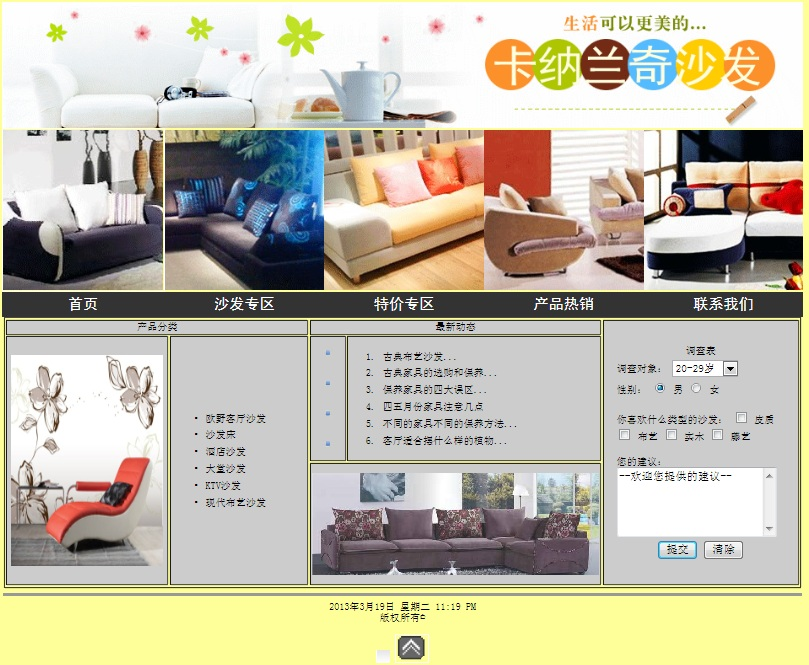 生活可以更美的...
卡纳兰奇沙发
首页 沙发专区 特价专区 产品热销 联系我们
产品分类
欧野客厅沙发
沙发床
酒店沙发
大堂沙发
KTV沙发
现代布艺沙发
最新动态
1. 古典布艺沙发...
2. 古典家具的选购和保养...
3. 保养家具的四大误区...
4. 四五月份家具注意几点
5. 不同的家具不同的保养方法...
6. 客厅适合摆什么样的植物...
调查表
调查对象: 20-29岁
性别: 男 女
你喜欢什么类型的沙发: 皮质
布艺 实木 藤艺
您的建议:
--欢迎您提供的建议--
提交 清除
2013年3月19日 星期二 11:19 PM
版权所有©